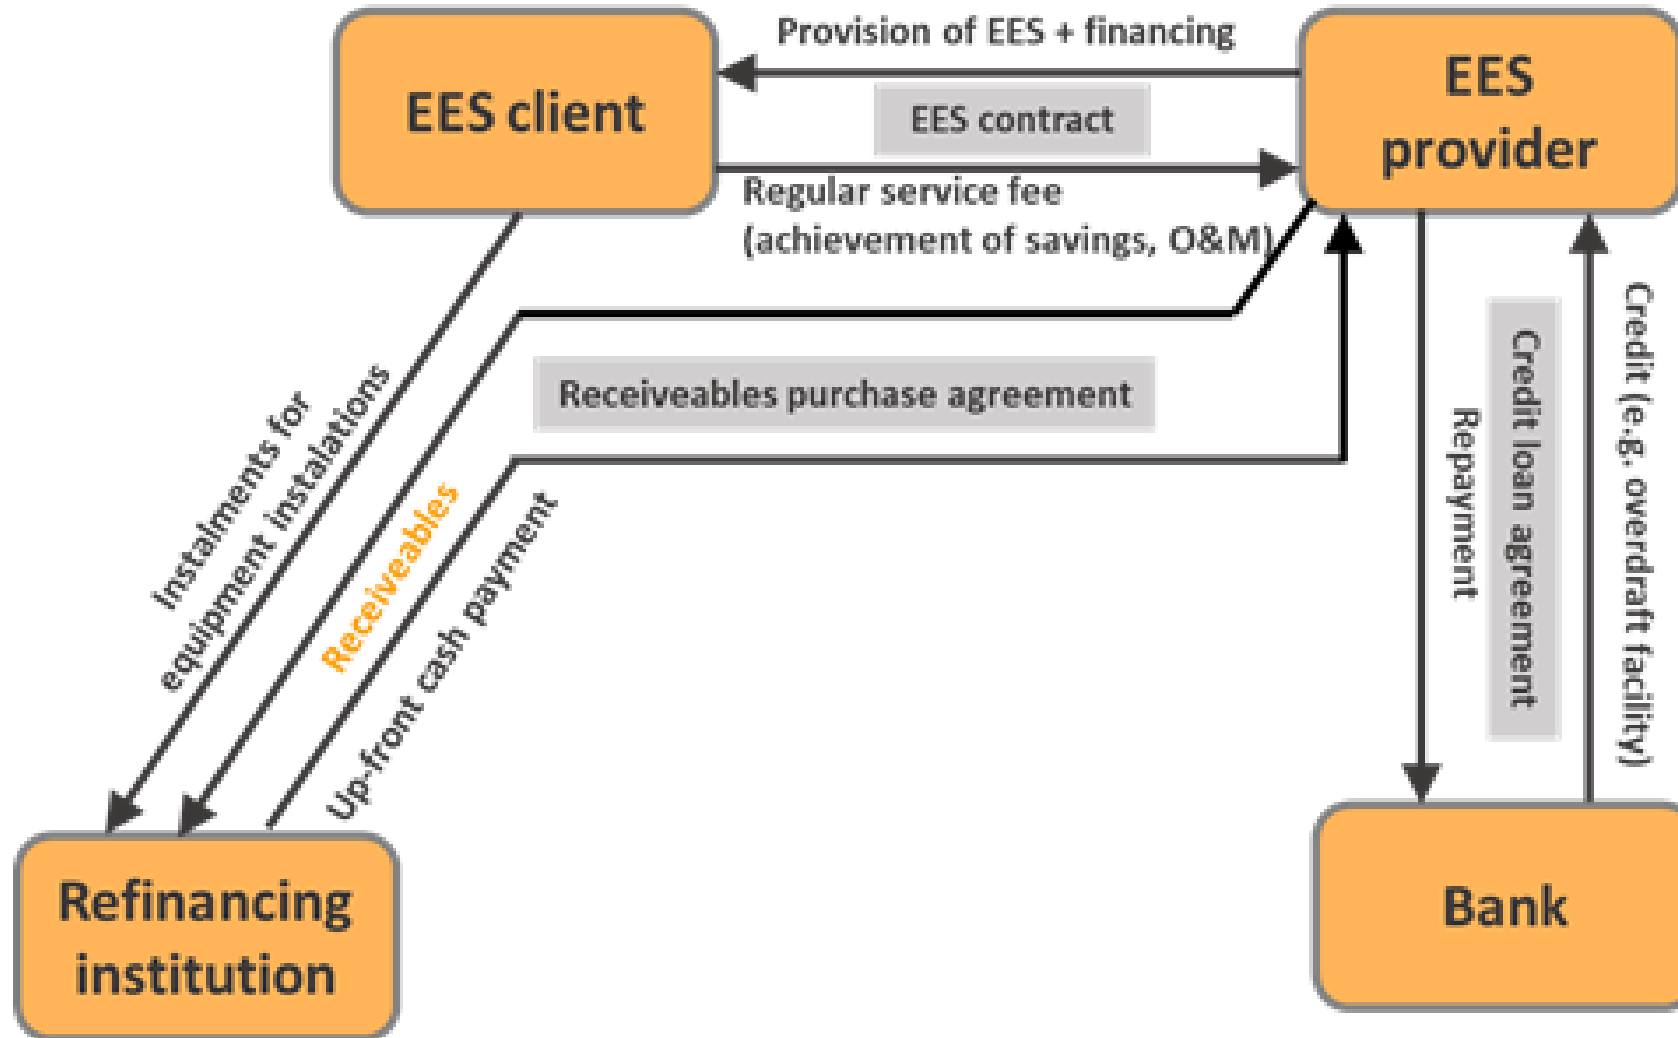 Provision of EES + financing
EES client
EES
provider
EES contract
Regular service fee
(achievement of savings, O&M)
Receiveables purchase agreement
Instalments for
equipment instalations
Receiveables
Up-front cash payment
Repayment
Credit loan agreement
Credit (e.g. overdraft facility)
Refinancing
institution
Bank